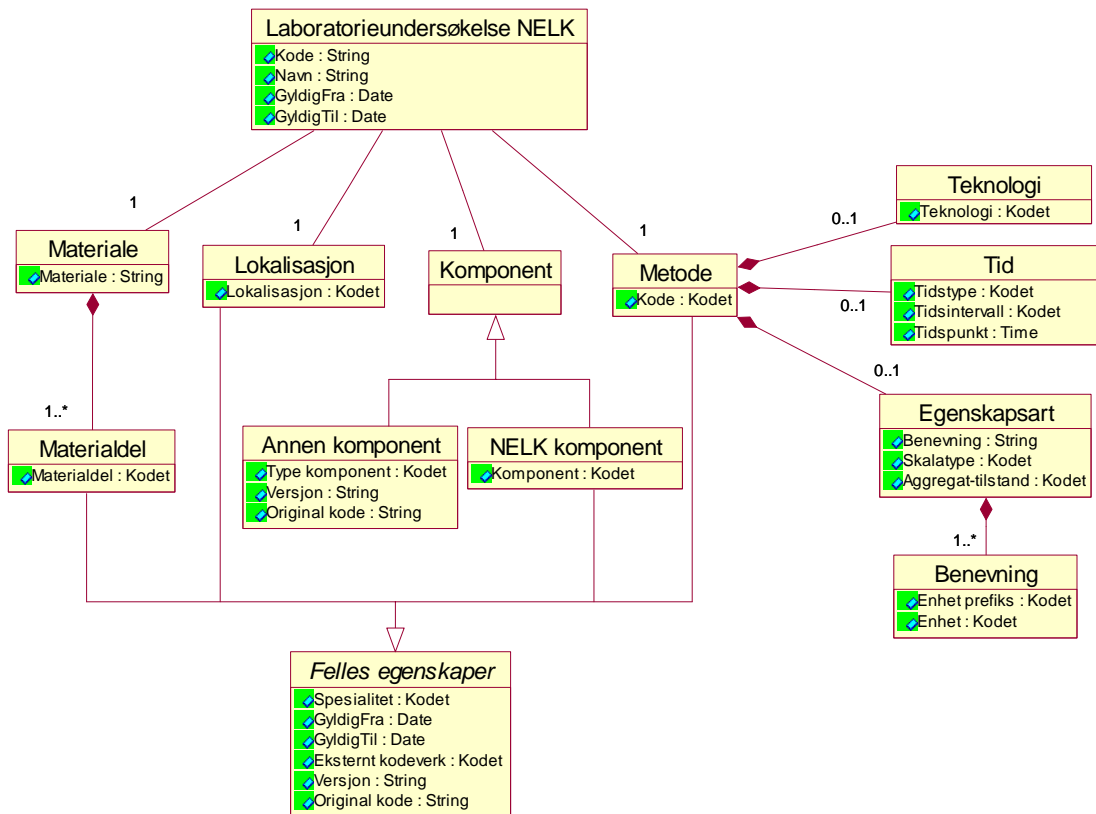 Laboratorieundersøkelse NELK
Kode : String
Navn : String
GyldigFra : Date
GyldigTil : Date
1
1
1
1
Materiale
Materiale : String
Lokalisasjon
Lokalisasjon : Kodet
Komponent
Metode
Kode : Kodet
0..1
Teknologi
Teknologi : Kodet
0..1
Tid
Tidstype : Kodet
Tidsintervall : Kodet
Tidspunkt : Time
0..1
Egenskapsart
Benevning : String
Skalatype : Kodet
Aggregat-tilstand : Kodet
1..*
Materialdel
Materialdel : Kodet
Annen komponent
Type komponent : Kodet
Versjon : String
Original kode : String
NELK komponent
Komponent : Kodet
1..*
Benevning
Enhet prefiks : Kodet
Enhet : Kodet
Felles egenskaper
Spesialitet : Kodet
GyldigFra : Date
GyldigTil : Date
Eksternt kodeverk : Kodet
Versjon : String
Original kode : String